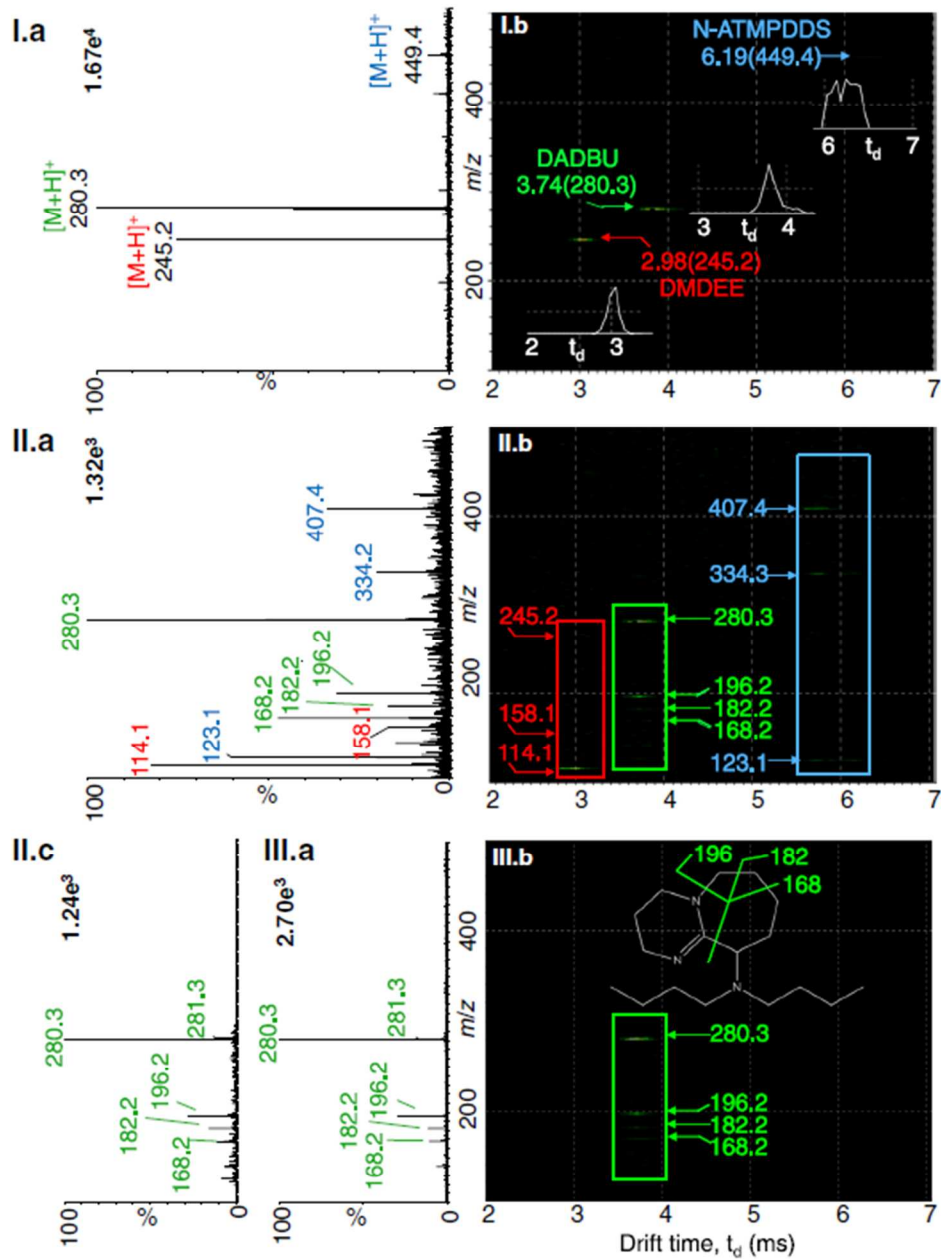 I.a
1.67e⁴
[M+H]⁺
449.4
[M+H]⁺
280.3
[M+H]⁺
245.2
100
%
0
m/z
400
200
I.b
N-ATMPDDS
6.19(449.4)
6 td 7
DADBU
3.74(280.3)
3 td 4
2.98(245.2)
DMDEE
2 td 3
2 3 4 5 6 7
II.a
1.32e³
407.4
334.2
280.3
196.2
182.2
168.2
158.1
123.1
114.1
100
%
0
m/z
400
200
II.b
407.4
334.3
245.2
280.3
196.2
182.2
168.2
158.1
114.1
123.1
2 3 4 5 6 7
II.c
1.24e³
280.3
281.3
196.2
182.2
168.2
100
%
0
III.a
2.70e³
280.3
281.3
196.2
182.2
168.2
100
%
0
m/z
400
200
III.b
196
182
168
N
N
N
280.3
196.2
182.2
168.2
2 3 4 5 6 7
Drift time, td (ms)